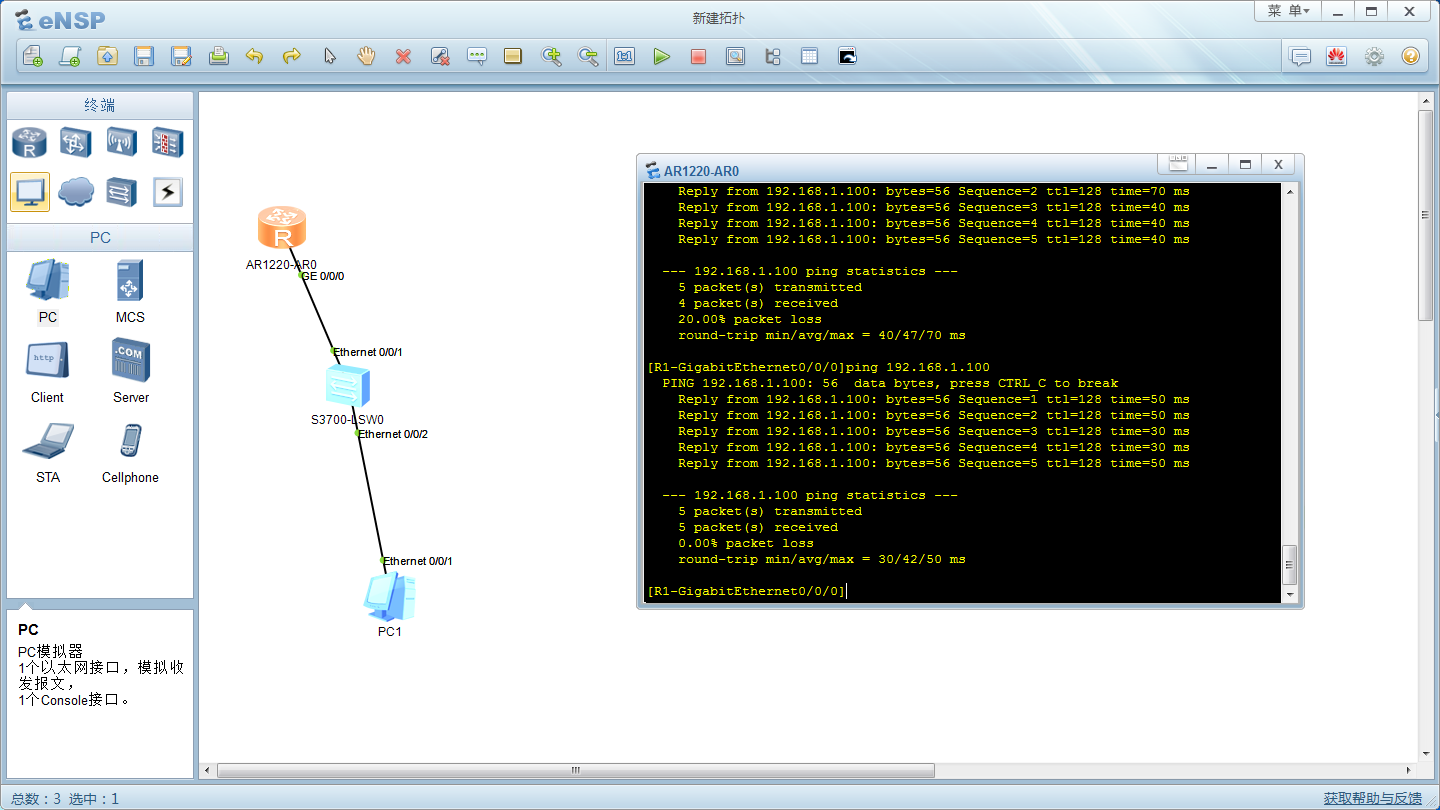 eNSP
新建拓扑
菜 单
1:1
终端
R
PC
PC
MCS
http
.COM
Client
Server
STA
Cellphone
PC
PC模拟器
1个以太网接口，模拟收
发报文，
1个Console接口。
R
AR1220-AR0
GE 0/0/0
Ethernet 0/0/1
S3700-LSW0
Ethernet 0/0/2
Ethernet 0/0/1
PC1
AR1220-AR0
Reply from 192.168.1.100: bytes=56 Sequence=2 ttl=128 time=70 ms
Reply from 192.168.1.100: bytes=56 Sequence=3 ttl=128 time=40 ms
Reply from 192.168.1.100: bytes=56 Sequence=4 ttl=128 time=40 ms
Reply from 192.168.1.100: bytes=56 Sequence=5 ttl=128 time=40 ms
--- 192.168.1.100 ping statistics ---
5 packet(s) transmitted
4 packet(s) received
20.00% packet loss
round-trip min/avg/max = 40/47/70 ms
[R1-GigabitEthernet0/0/0]ping 192.168.1.100
PING 192.168.1.100: 56  data bytes, press CTRL_C to break
Reply from 192.168.1.100: bytes=56 Sequence=1 ttl=128 time=50 ms
Reply from 192.168.1.100: bytes=56 Sequence=2 ttl=128 time=50 ms
Reply from 192.168.1.100: bytes=56 Sequence=3 ttl=128 time=30 ms
Reply from 192.168.1.100: bytes=56 Sequence=4 ttl=128 time=30 ms
Reply from 192.168.1.100: bytes=56 Sequence=5 ttl=128 time=50 ms
--- 192.168.1.100 ping statistics ---
5 packet(s) transmitted
5 packet(s) received
0.00% packet loss
round-trip min/avg/max = 30/42/50 ms
[R1-GigabitEthernet0/0/0]
总数：3 选中：1
获取帮助与反馈